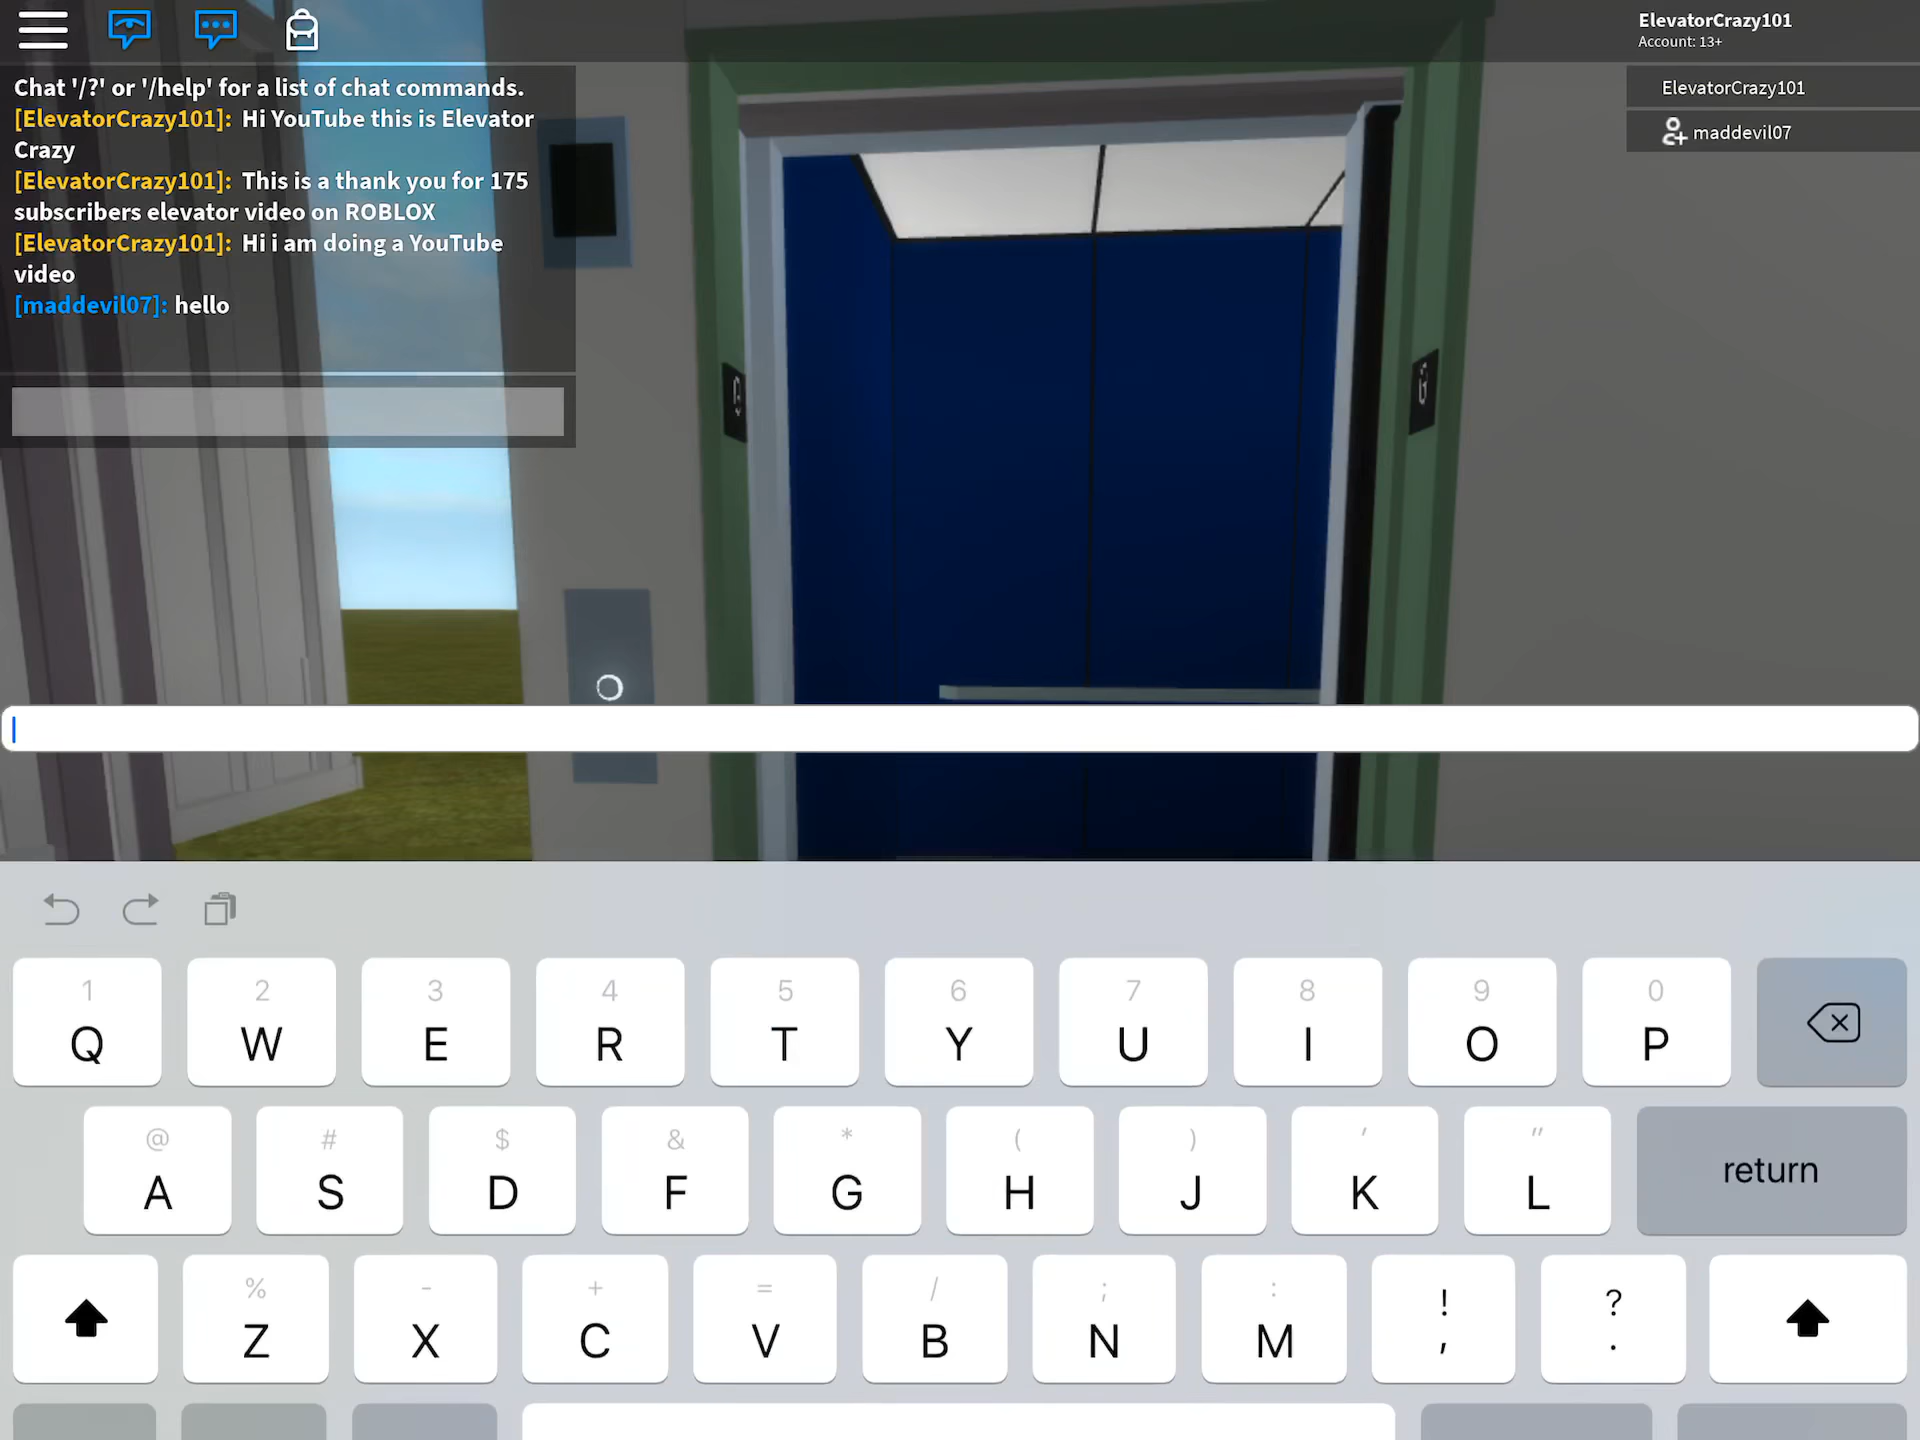 ElevatorCrazy101
Account: 13+
Chat '/?' or '/help' for a list of chat commands.
[ElevatorCrazy101]: Hi YouTube this is Elevator
Crazy
[ElevatorCrazy101]: This is a thank you for 175
subscribers elevator video on ROBLOX
[ElevatorCrazy101]: Hi i am doing a YouTube
video
[maddevil07]: hello
ElevatorCrazy101
maddevil07
1 2 3 4 5 6 7 8 9 0
Q W E R T Y U I O P
@ # $ & * ( ) ' "
A S D F G H J K L return
% - + = / ; : ! ?
Z X C V B N M , .